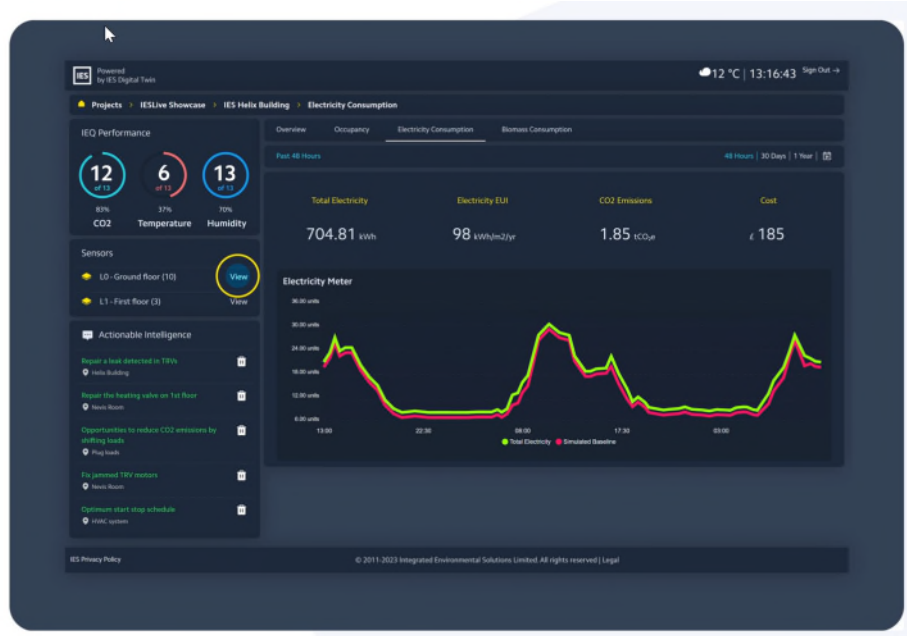 IES
Powered
by IES Digital Twin
12 °C | 13:16:43 Sign Out →
Projects > IESLive Showcase > IES Helix Building > Electricity Consumption
IEQ Performance
12
of 13
83%
CO2
6
of 13
37%
Temperature
13
of 13
70%
Humidity
Sensors
L0 - Ground floor (10) View
L1 - First floor (3) View
Actionable Intelligence
Repair a leak detected in TRVs
Helix Building
Repair the heating valve on 1st floor
Nevis Room
Opportunities to reduce CO2 emissions by
shifting loads
Plug loads
Fix jammed TRV motors
Nevis Room
Optimum start stop schedule
HVAC system
Overview Occupancy Electricity Consumption Biomass Consumption
Past 48 Hours 48 Hours | 30 Days | 1 Year |
Total Electricity Electricity EUI CO2 Emissions Cost
704.81 kWh 98 kWh/m2/yr 1.85 tCO₂e £ 185
Electricity Meter
36.00 units
30.00 units
24.00 units
18.00 units
12.00 units
6.00 units
13:00 22:30 08:00 17:30 03:00
Total Electricity Simulated Baseline
IES Privacy Policy © 2011-2023 Integrated Environmental Solutions Limited. All rights reserved | Legal